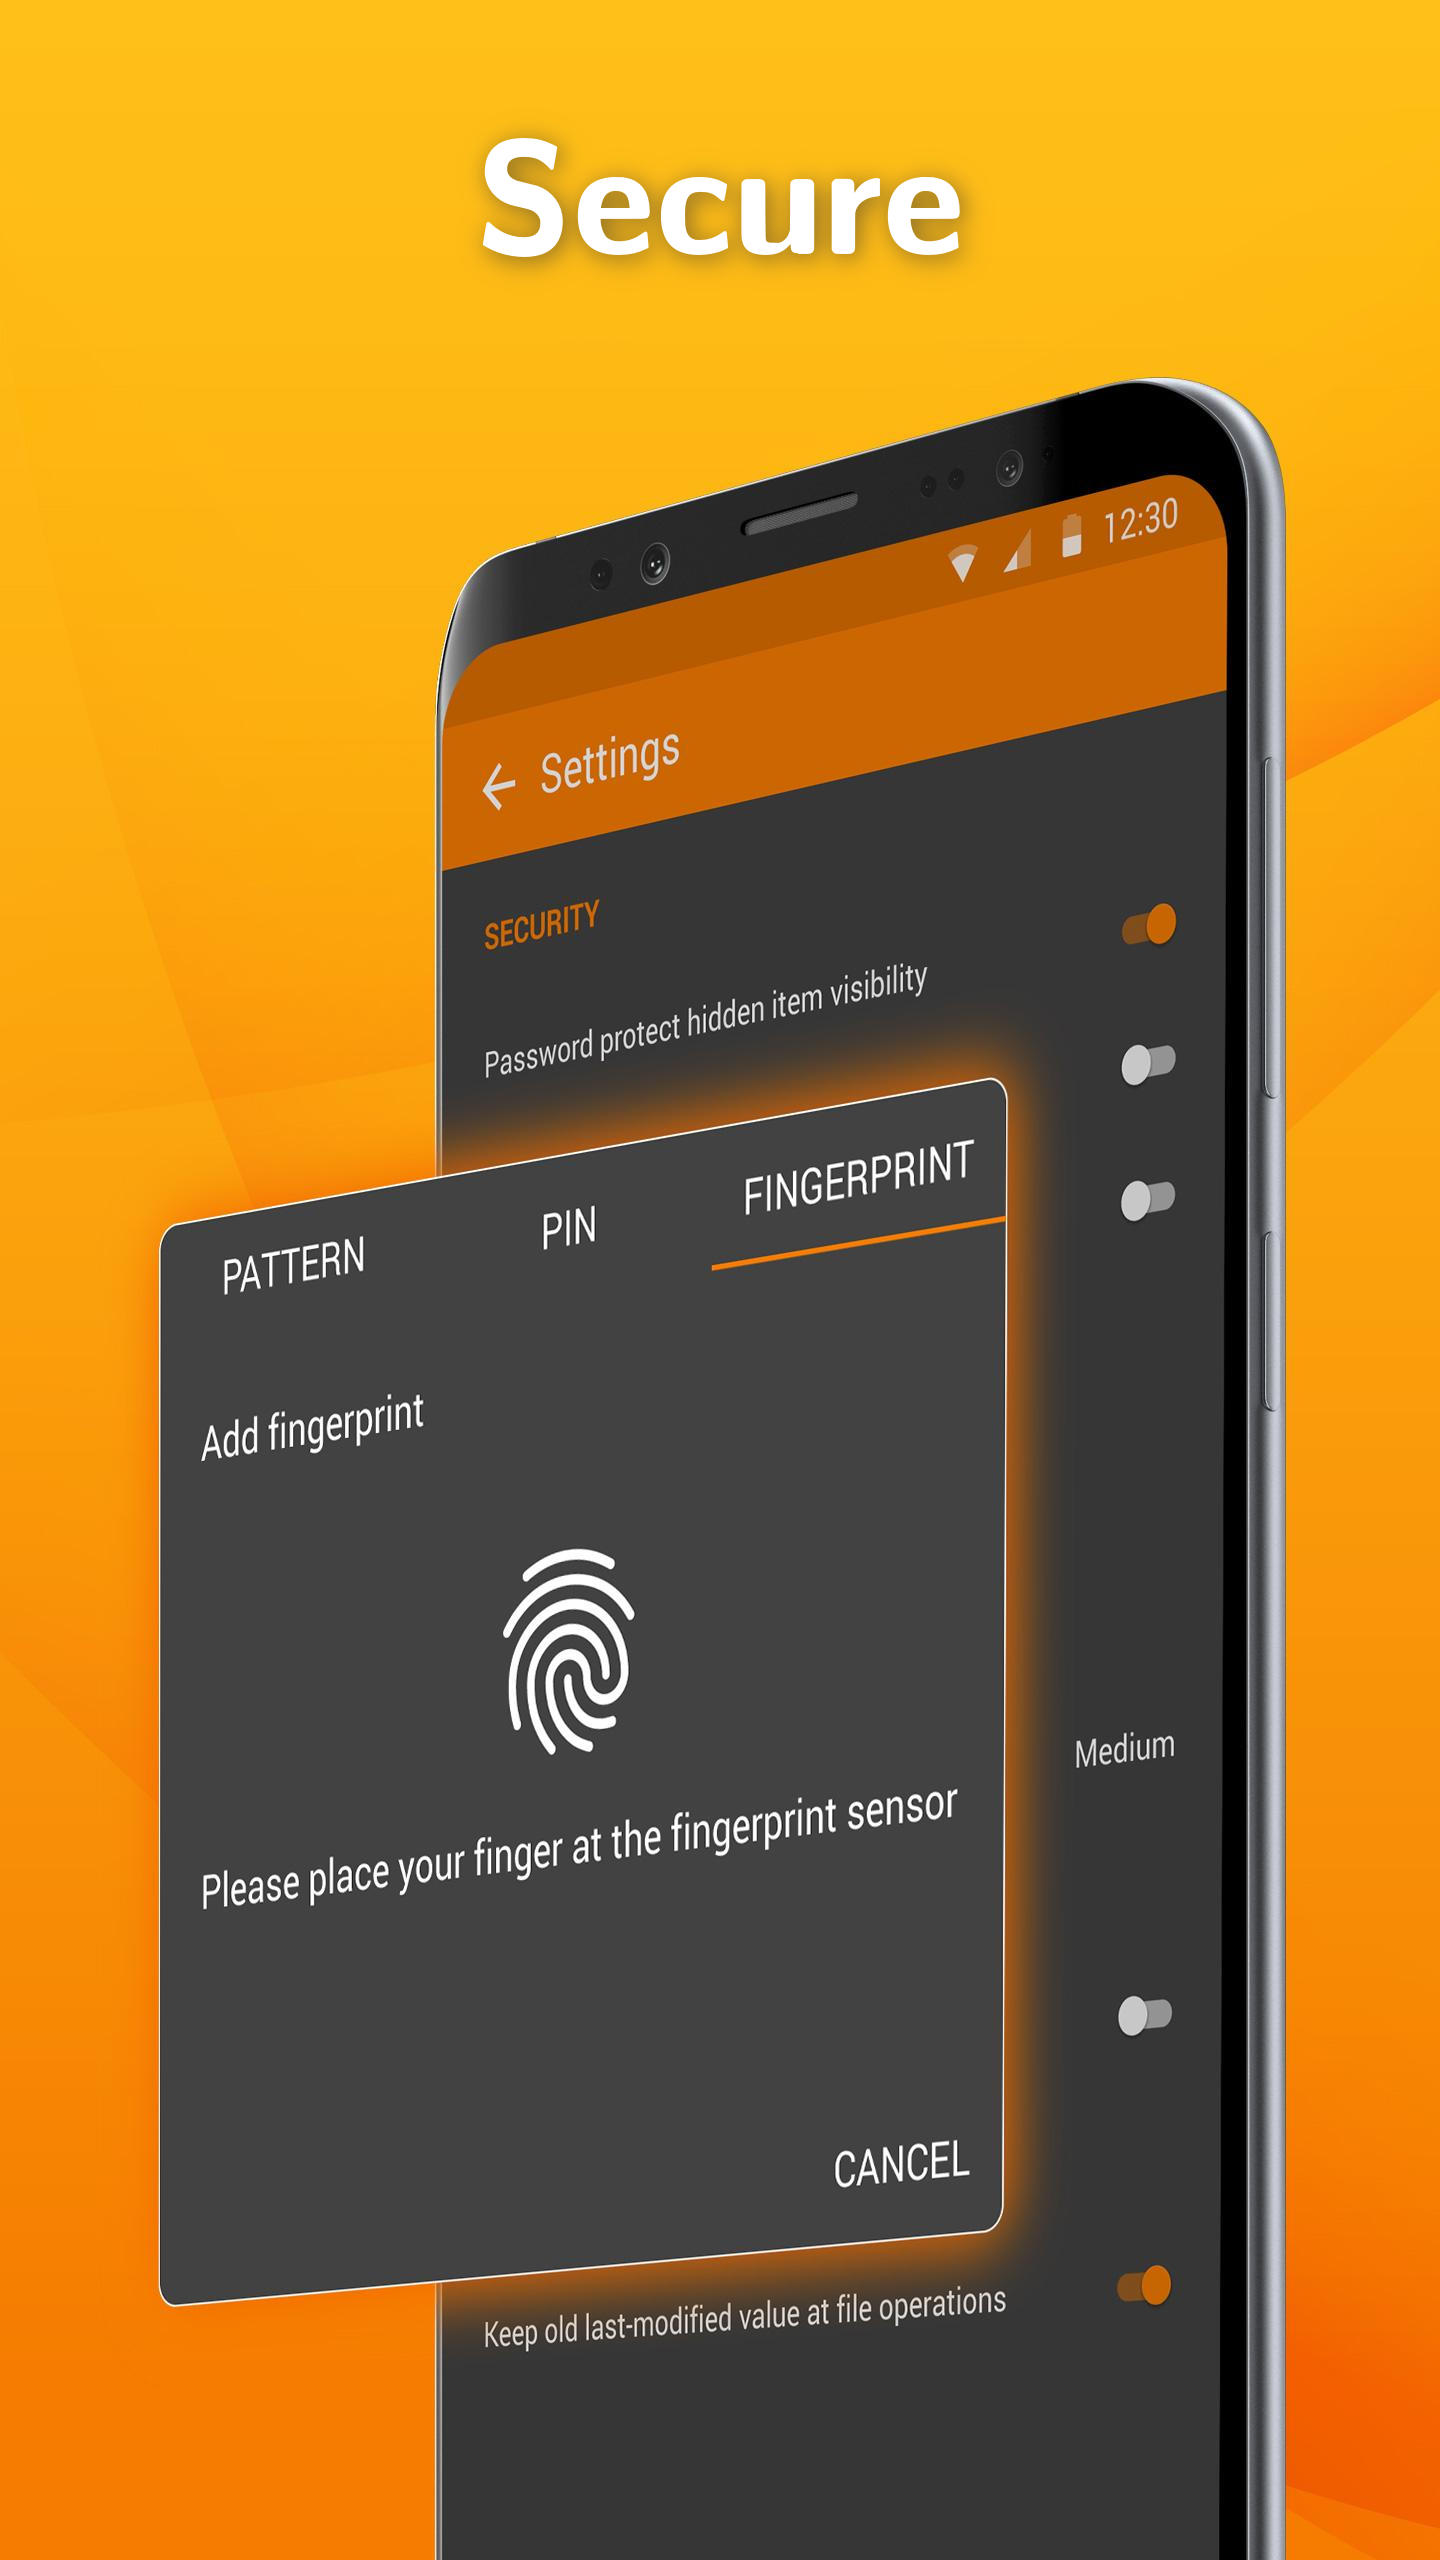 Secure
12:30
Settings
SECURITY
Password protect hidden item visibility
PATTERN PIN FINGERPRINT
Add fingerprint
Please place your finger at the fingerprint sensor
Medium
CANCEL
Keep old last-modified value at file operations